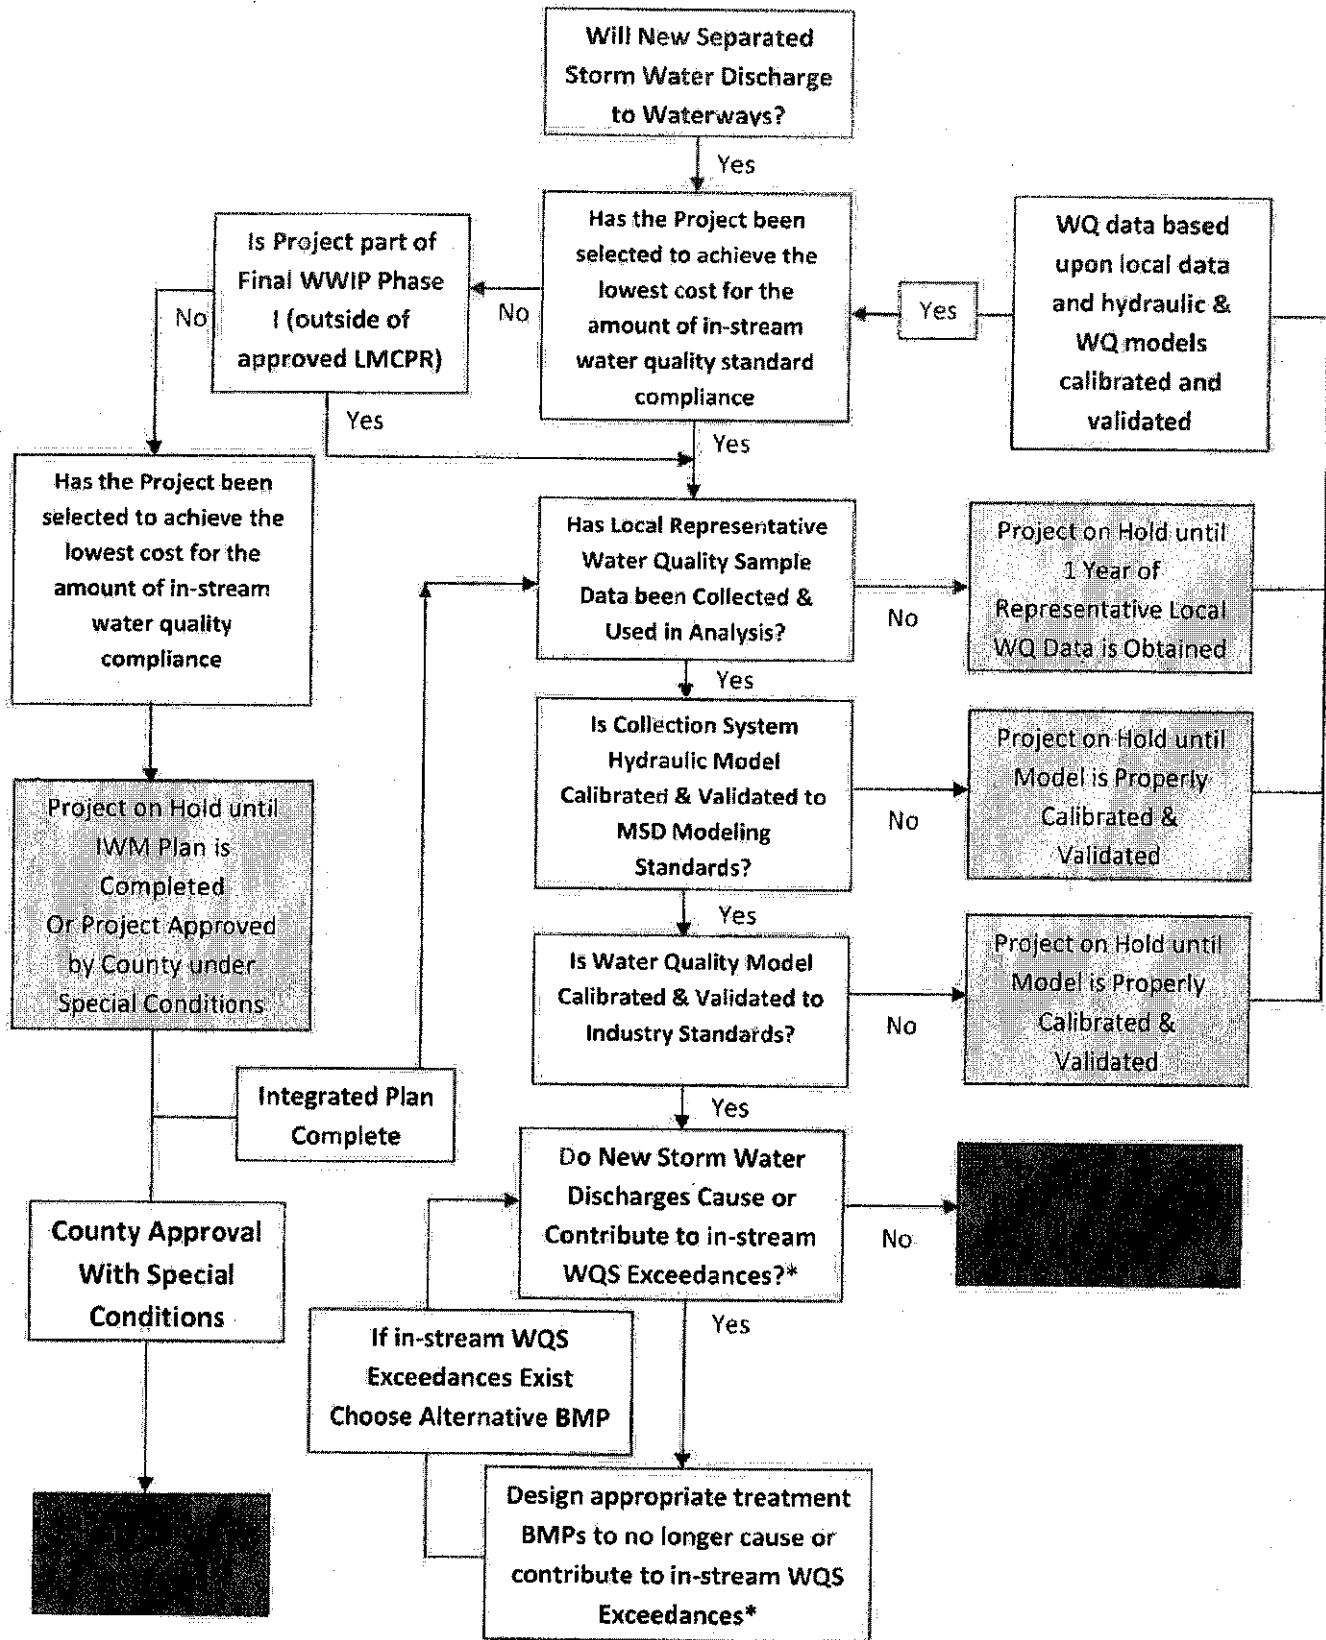 Will New Separated
Storm Water Discharge
to Waterways?
Yes
Has the Project been
selected to achieve the
lowest cost for the
amount of in-stream
water quality standard
compliance
Is Project part of
Final WWIP Phase
I (outside of
approved LMCPR)
No
No
Yes
WQ data based
upon local data
and hydraulic &
WQ models
calibrated and
validated
Yes
Yes
Has the Project been
selected to achieve the
lowest cost for the
amount of in-stream
water quality
compliance
Has Local Representative
Water Quality Sample
Data been Collected &
Used in Analysis?
No
Project on Hold until
1 Year of
Representative Local
WQ Data is Obtained
Yes
Is Collection System
Hydraulic Model
Calibrated & Validated to
MSD Modeling
Standards?
No
Project on Hold until
Model is Properly
Calibrated &
Validated
Project on Hold until
IWM Plan is
Completed
Or Project Approved
by County under
Special Conditions
Yes
Is Water Quality Model
Calibrated & Validated to
Industry Standards?
No
Project on Hold until
Model is Properly
Calibrated &
Validated
Integrated Plan
Complete
Yes
Do New Storm Water
Discharges Cause or
Contribute to in-stream
WQS Exceedances?*
No
County Approval
With Special
Conditions
Yes
If in-stream WQS
Exceedances Exist
Choose Alternative BMP
Design appropriate treatment
BMPs to no longer cause or
contribute to in-stream WQS
Exceedances*